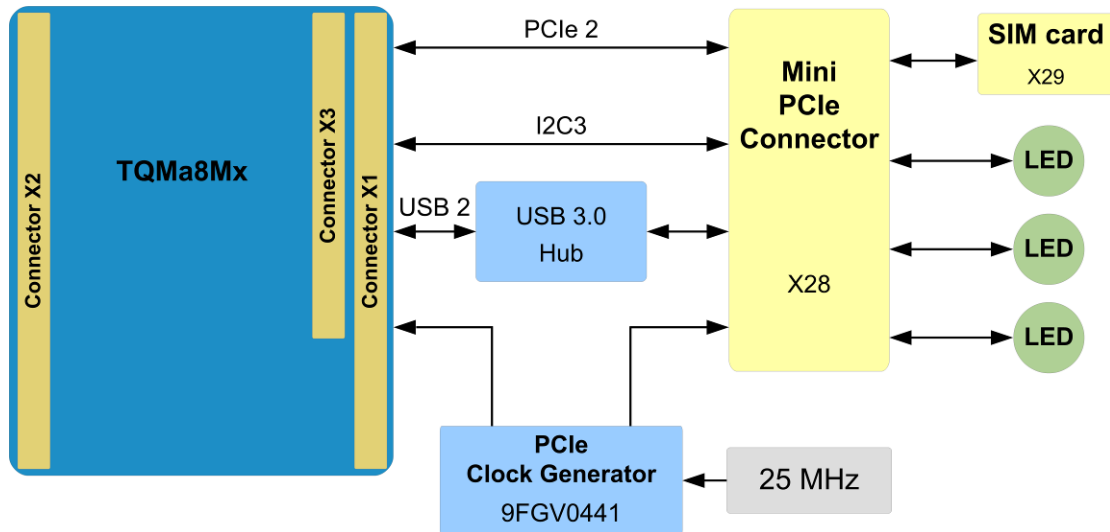 PCIe 2
SIM card
X29
Mini
PCIe
Connector
X28
I2C3
TQMa8Mx
Connector X2
Connector X3
Connector X1
USB 2
USB 3.0
Hub
LED
LED
LED
PCIe
Clock Generator
9FGV0441
25 MHz